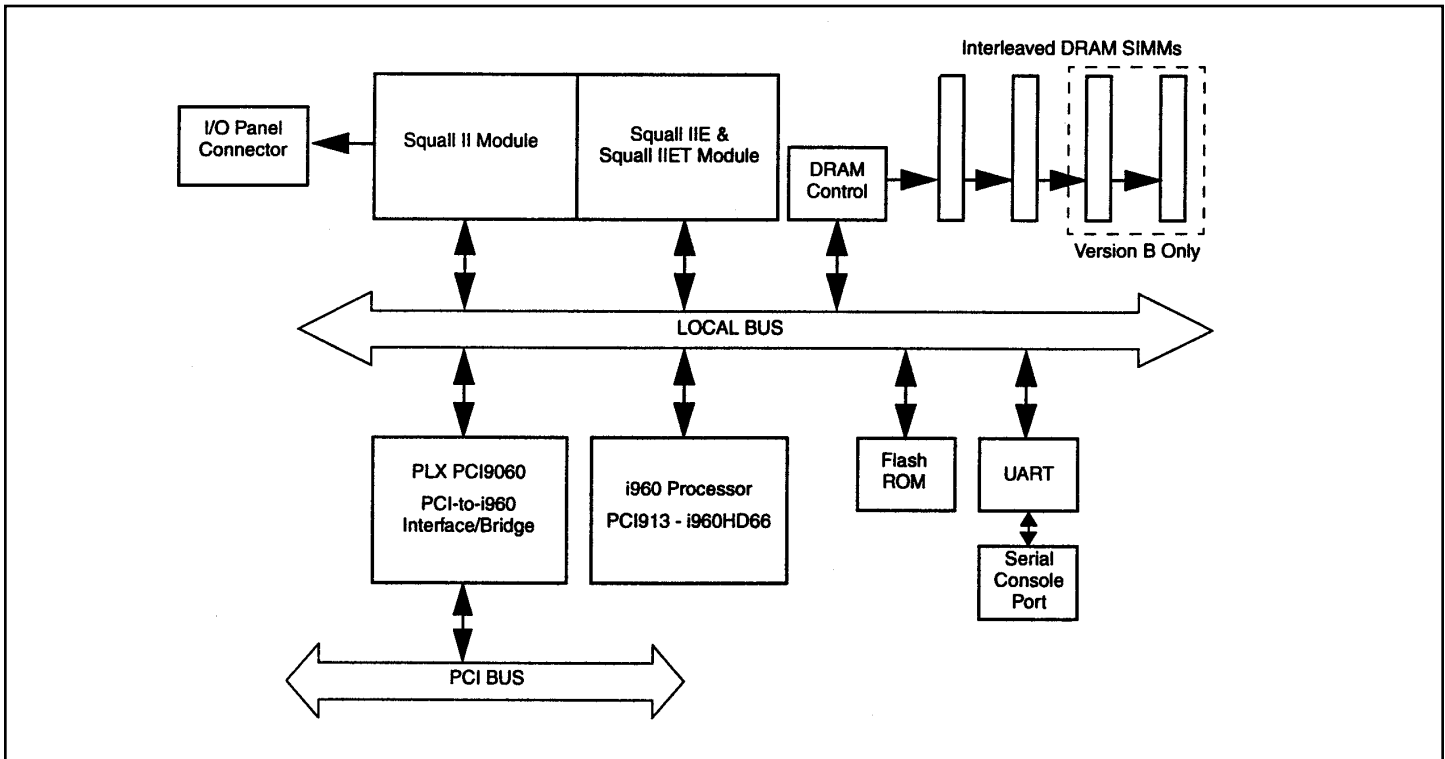 Interleaved DRAM SIMMs
I/O Panel
Connector
Squall II Module
Squall IIE &
Squall IIET Module
DRAM
Control
Version B Only
LOCAL BUS
PLX PCI9060
PCI-to-i960
Interface/Bridge
i960 Processor
PCI913 - i960HD66
Flash
ROM
UART
Serial
Console
Port
PCI BUS